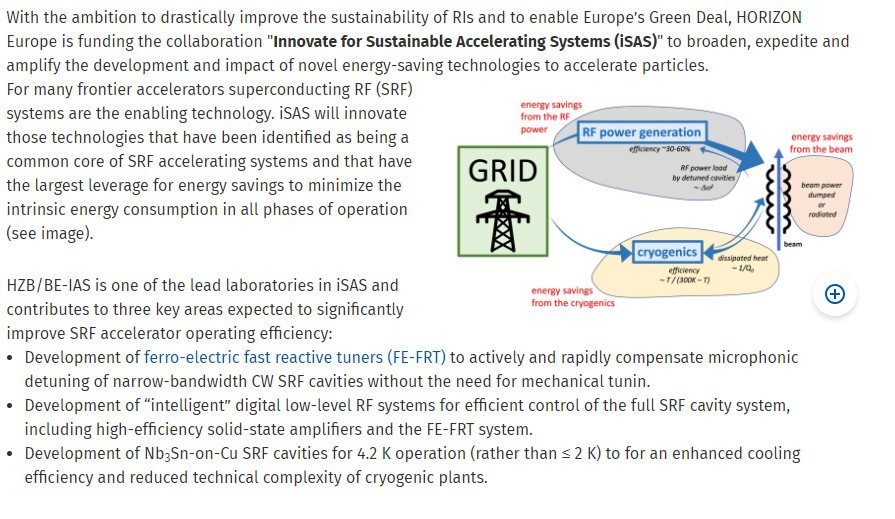 With the ambition to drastically improve the sustainability of RIs and to enable Europe's Green Deal, HORIZON
Europe is funding the collaboration "Innovate for Sustainable Accelerating Systems (iSAS)" to broaden, expedite and
amplify the development and impact of novel energy-saving technologies to accelerate particles.
For many frontier accelerators superconducting RF (SRF)
systems are the enabling technology. iSAS will innovate
those technologies that have been identified as being a
common core of SRF accelerating systems and that have
the largest leverage for energy savings to minimize the
intrinsic energy consumption in all phases of operation
(see image).
energy savings
from the RF
power
RF power generation
efficiency ~30-60%
GRID
RF power load
by detuned cavities
~ Δω²
energy savings
from the beam
beam power
dumped
or
radiated
beam
cryogenics
dissipated heat
~ 1/Q₀
efficiency
~ T / (300K – T)
energy savings
from the cryogenics
HZB/BE-IAS is one of the lead laboratories in iSAS and
contributes to three key areas expected to significantly
improve SRF accelerator operating efficiency:
• Development of ferro-electric fast reactive tuners (FE-FRT) to actively and rapidly compensate microphonic
detuning of narrow-bandwidth CW SRF cavities without the need for mechanical tunin.
• Development of “intelligent” digital low-level RF systems for efficient control of the full SRF cavity system,
including high-efficiency solid-state amplifiers and the FE-FRT system.
• Development of Nb₃Sn-on-Cu SRF cavities for 4.2 K operation (rather than ≤ 2 K) to for an enhanced cooling
efficiency and reduced technical complexity of cryogenic plants.